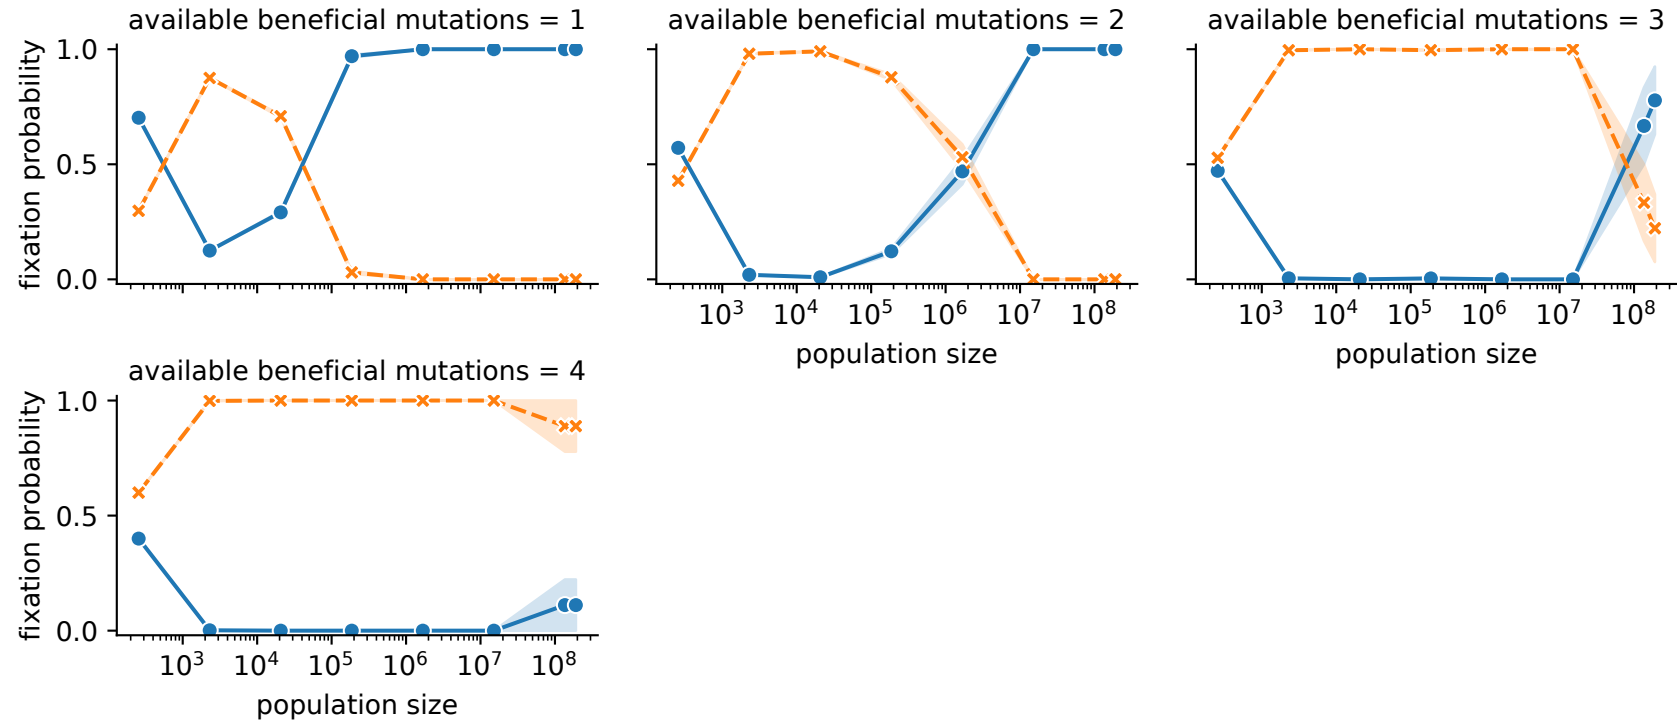 available beneficial mutations = 1
available beneficial mutations = 2
available beneficial mutations = 3
fixation probability
1.0
0.5
0.0
10³ 10⁴ 10⁵ 10⁶ 10⁷ 10⁸
population size
10³ 10⁴ 10⁵ 10⁶ 10⁷ 10⁸
population size
available beneficial mutations = 4
fixation probability
1.0
0.5
0.0
10³ 10⁴ 10⁵ 10⁶ 10⁷ 10⁸
population size